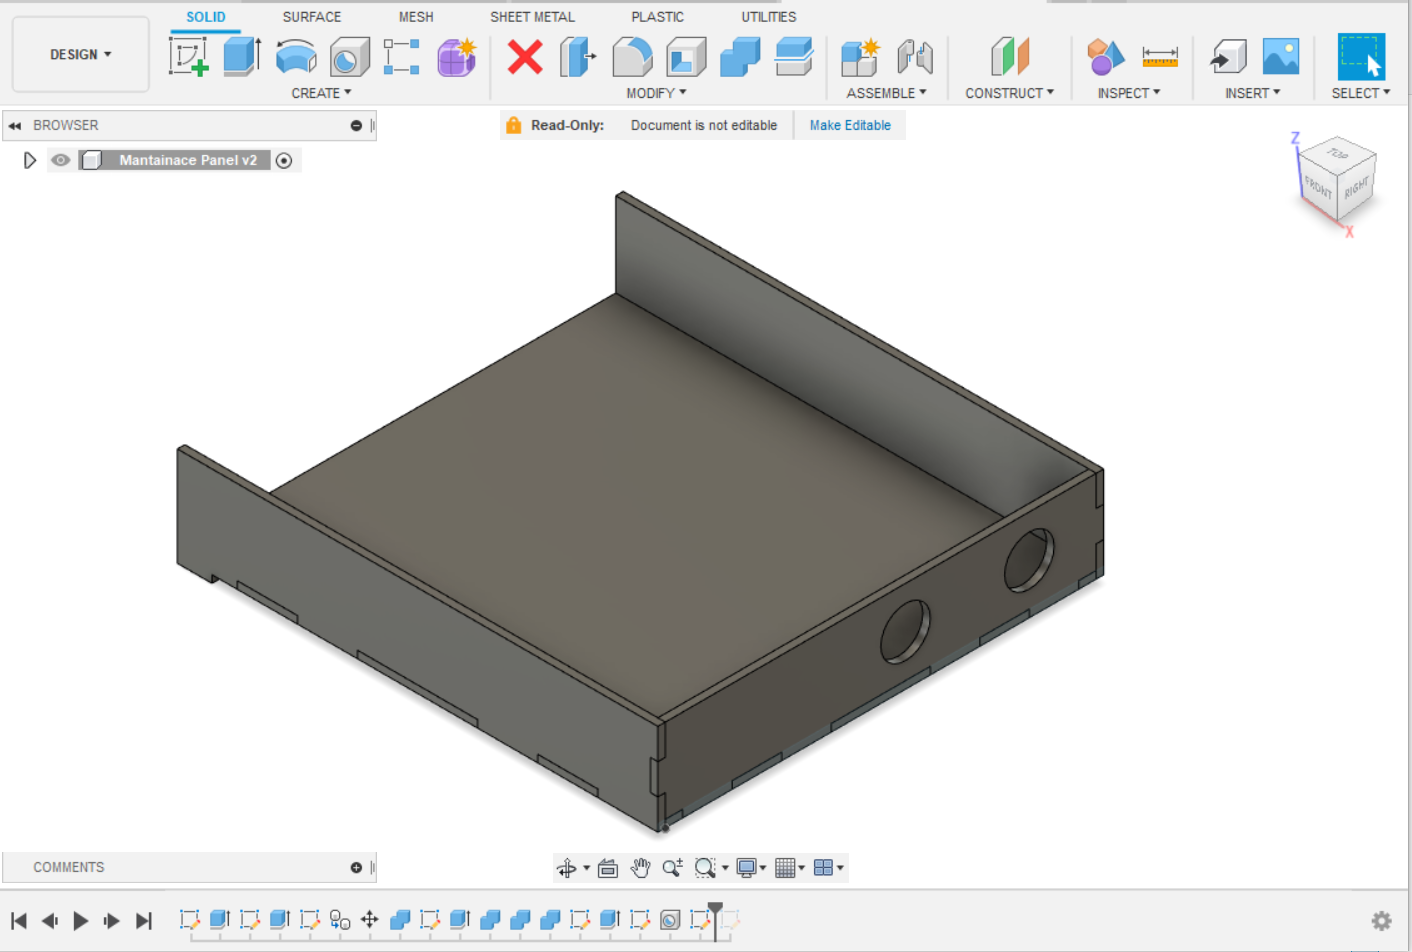 SOLID SURFACE MESH SHEET METAL PLASTIC UTILITIES
DESIGN
CREATE MODIFY ASSEMBLE CONSTRUCT INSPECT INSERT SELECT
BROWSER
Read-Only: Document is not editable Make Editable
Mantainace Panel v2
Z
TOP
FRONT RIGHT
X
COMMENTS